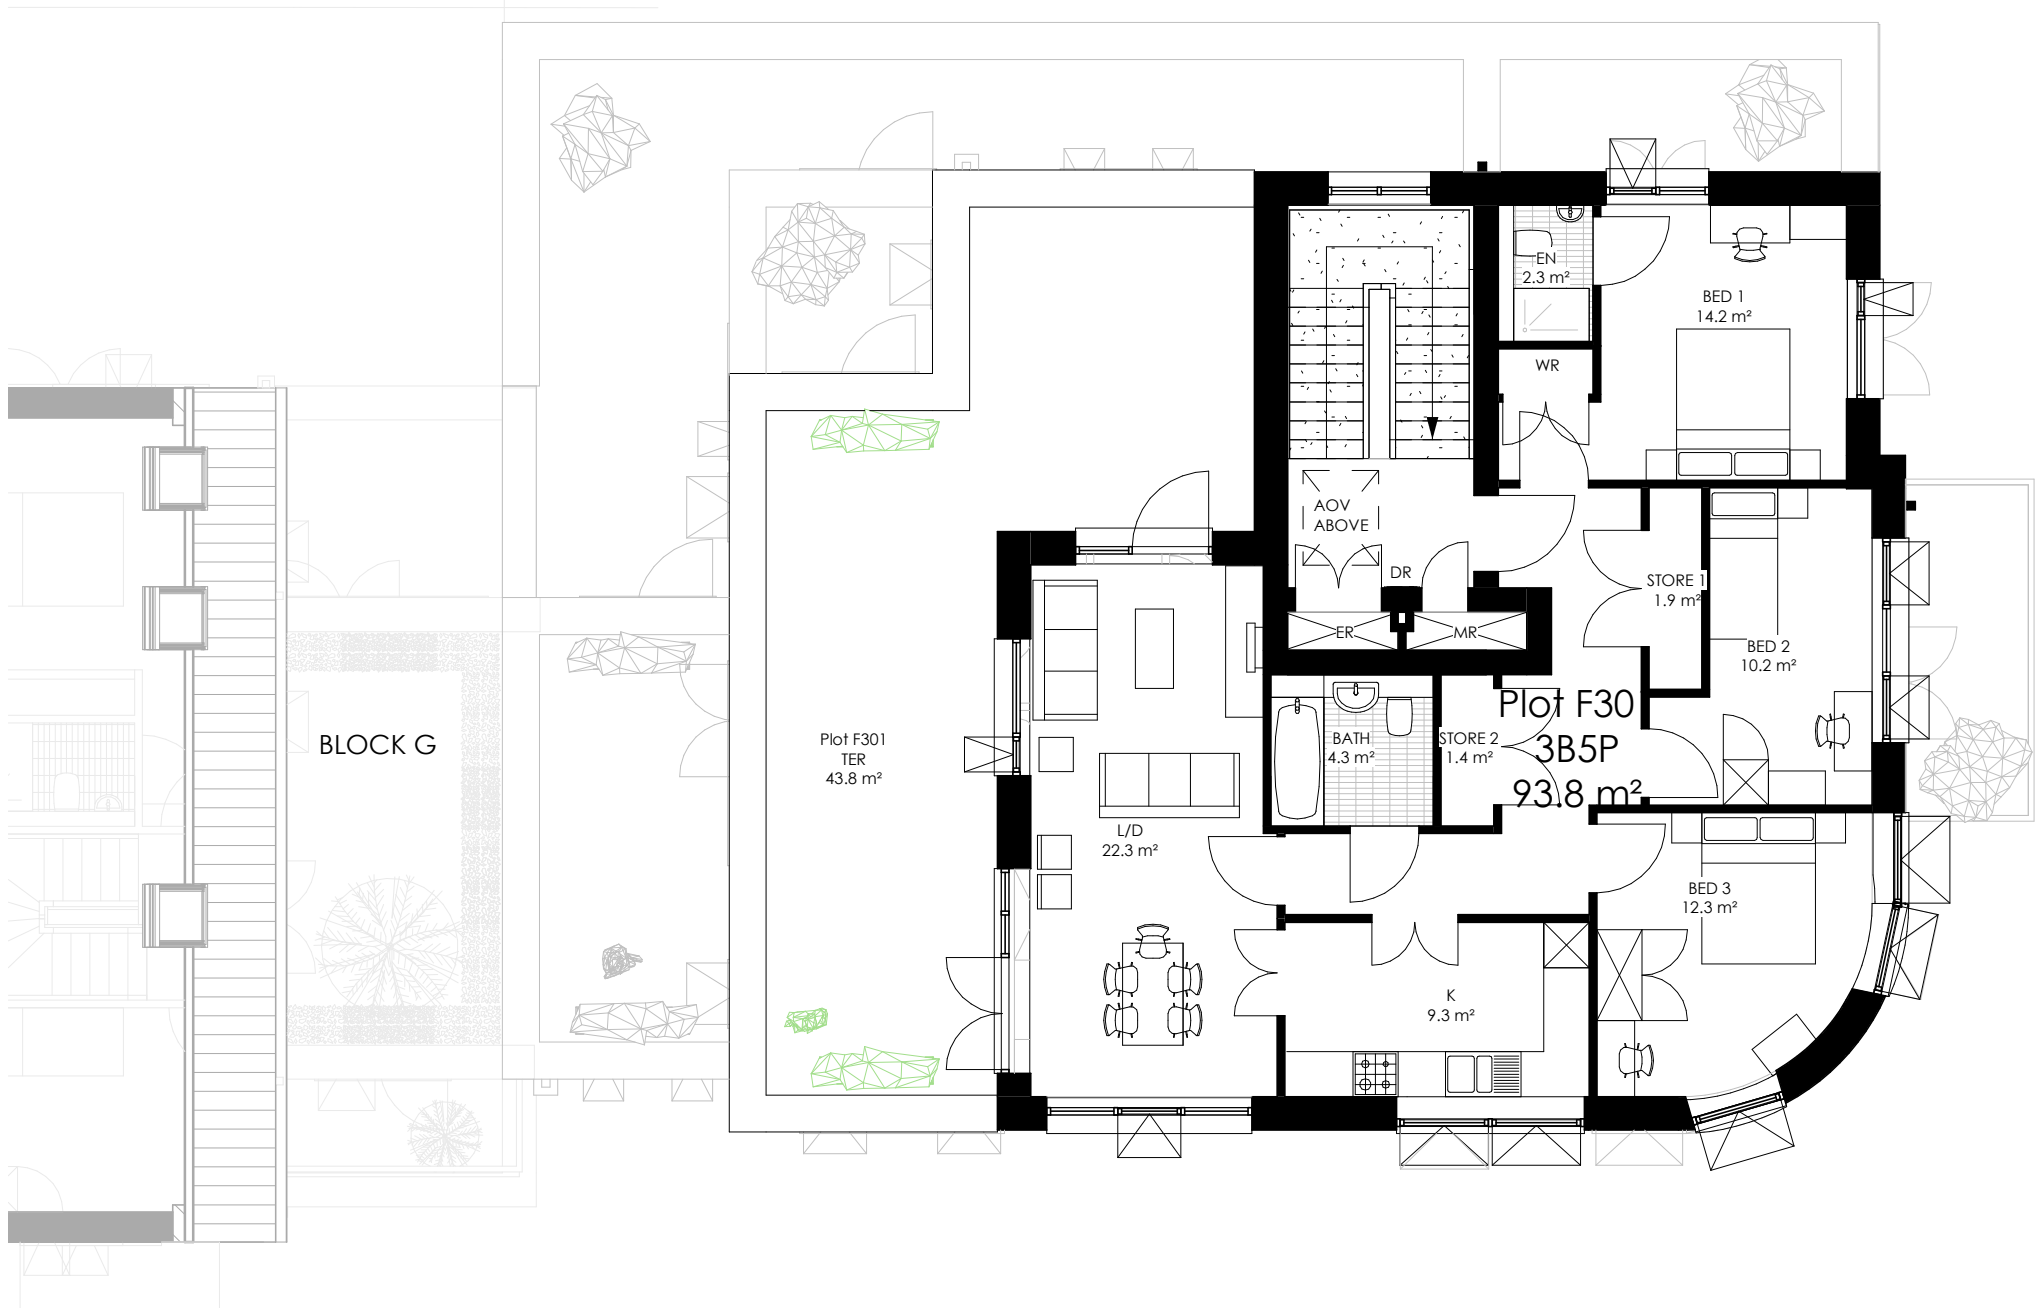 EN
2.3 m²
BED 1
14.2 m²
WR
AOV
ABOVE
DR
ER
MR
STORE 1
1.9 m²
BED 2
10.2 m²
Plot F30
3B5P
93.8 m²
BLOCK G
Plot F301
TER
43.8 m²
BATH
4.3 m²
STORE 2
1.4 m²
L/D
22.3 m²
BED 3
12.3 m²
K
9.3 m²